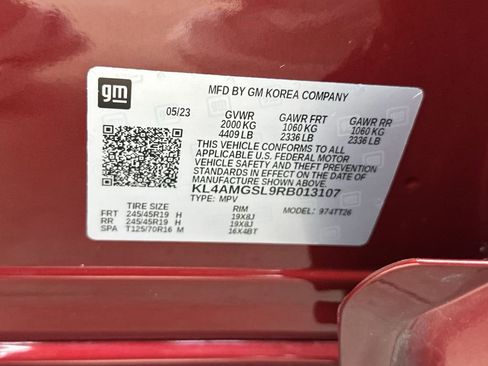 gm
MFD BY GM KOREA COMPANY
05/23 GVWR GAWR FRT GAWR RR
2000 KG 1060 KG 1060 KG
4409 LB 2336 LB 2336 LB
THIS VEHICLE CONFORMS TO ALL
APPLICABLE U.S. FEDERAL MOTOR
VEHICLE SAFETY AND THEFT PREVENTION
STANDARDS IN EFFECT ON THE DATE OF
MANUFACTURE SHOWN ABOVE.
KL4AMGSL9RB013107
TYPE: MPV
TIRE SIZE RIM MODEL: 974TT26
FRT 245/45R19 H 19X8J
RR 245/45R19 H 19X8J
SPA T125/70R16 M 16X4BT